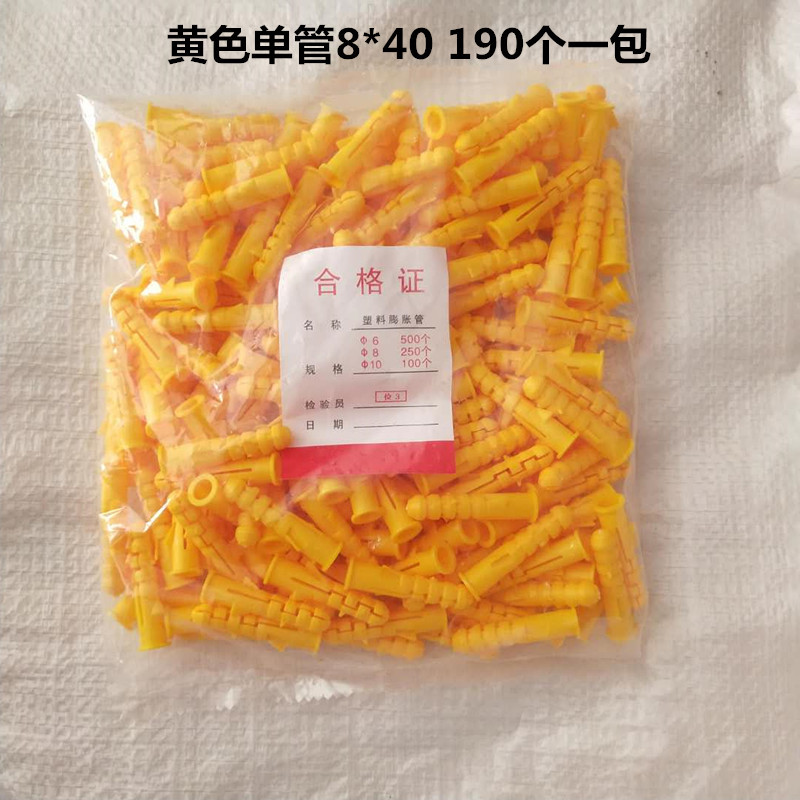 黄色单管8*40 190个一包
合格证
名称 塑料膨胀管
Φ6 500个
Φ8 250个
规格 Φ10 100个
检验员 检3
日期